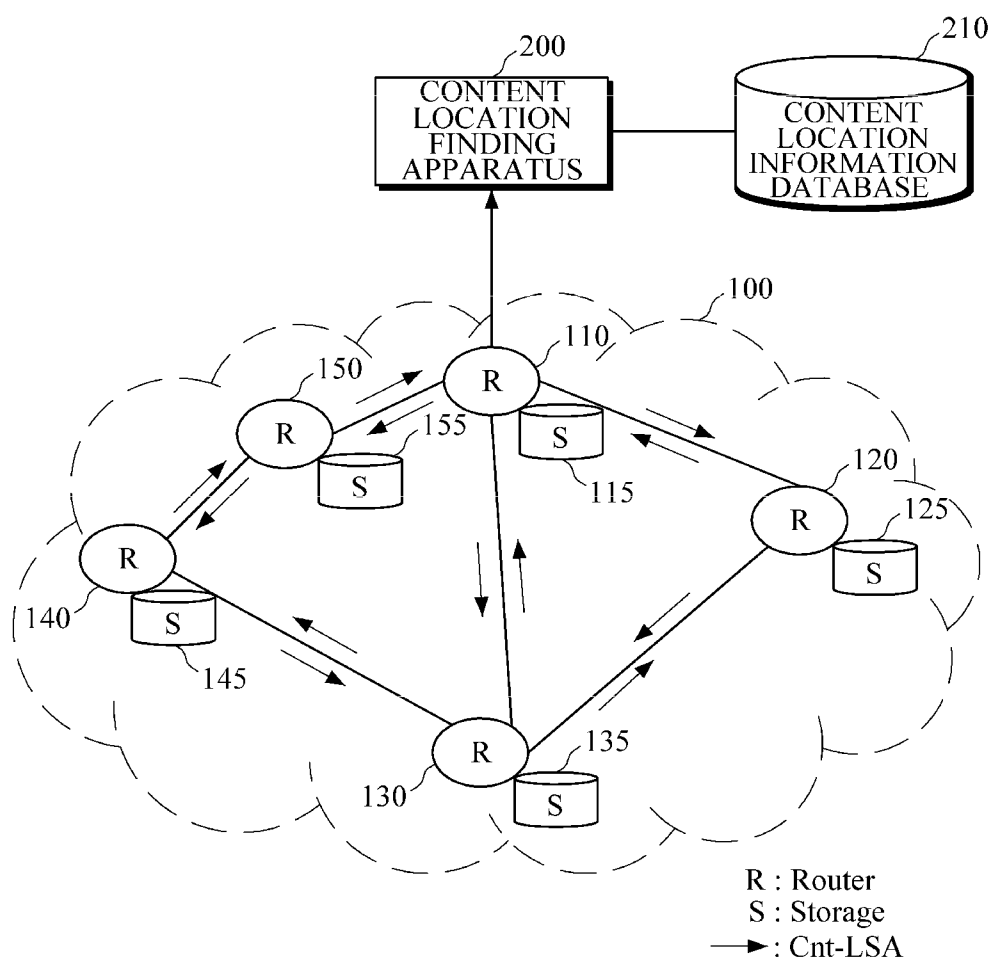 200
210
CONTENT
LOCATION
FINDING
APPARATUS
CONTENT
LOCATION
INFORMATION
DATABASE
100
110
R
150
R
155
S
S
115
120
R
125
S
R
140
S
145
R
130
135
S
R : Router
S : Storage
: Cnt-LSA